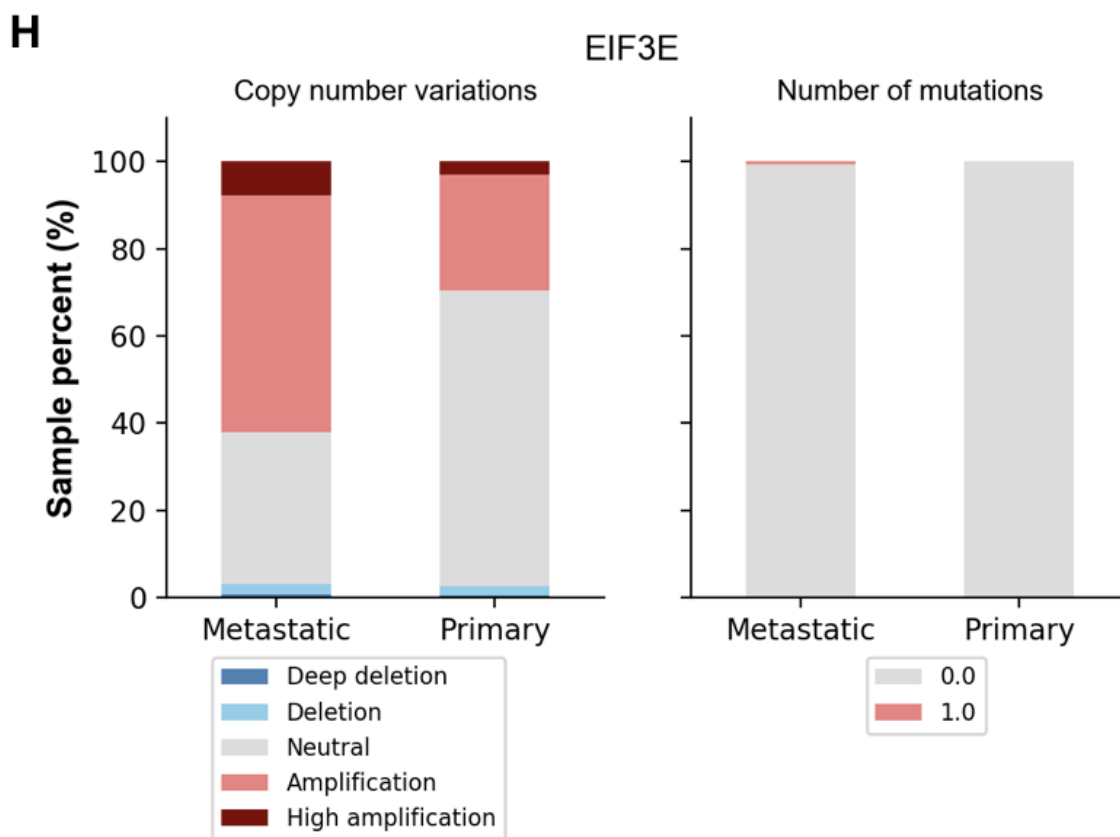 H
EIF3E
Copy number variations
Number of mutations
Sample percent (%)
100
80
60
40
20
0
Metastatic Primary
Metastatic Primary
Deep deletion
Deletion
Neutral
Amplification
High amplification
0.0
1.0